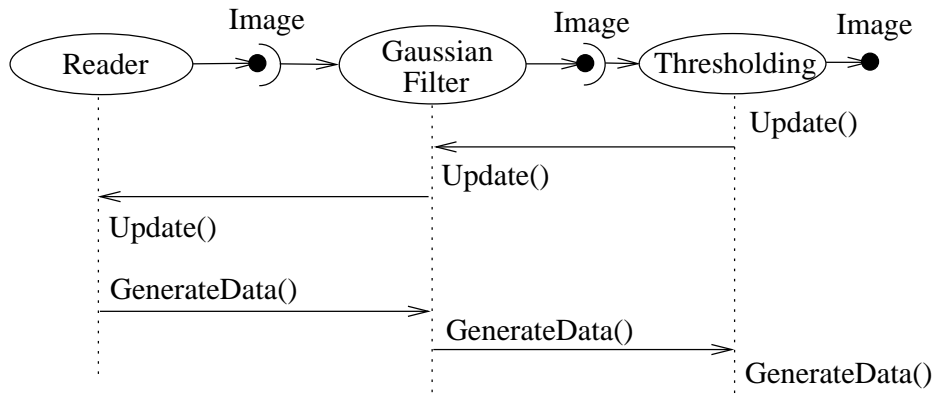 Image
Image
Image
Reader
Gaussian
Filter
Thresholding
Update()
Update()
Update()
GenerateData()
GenerateData()
GenerateData()